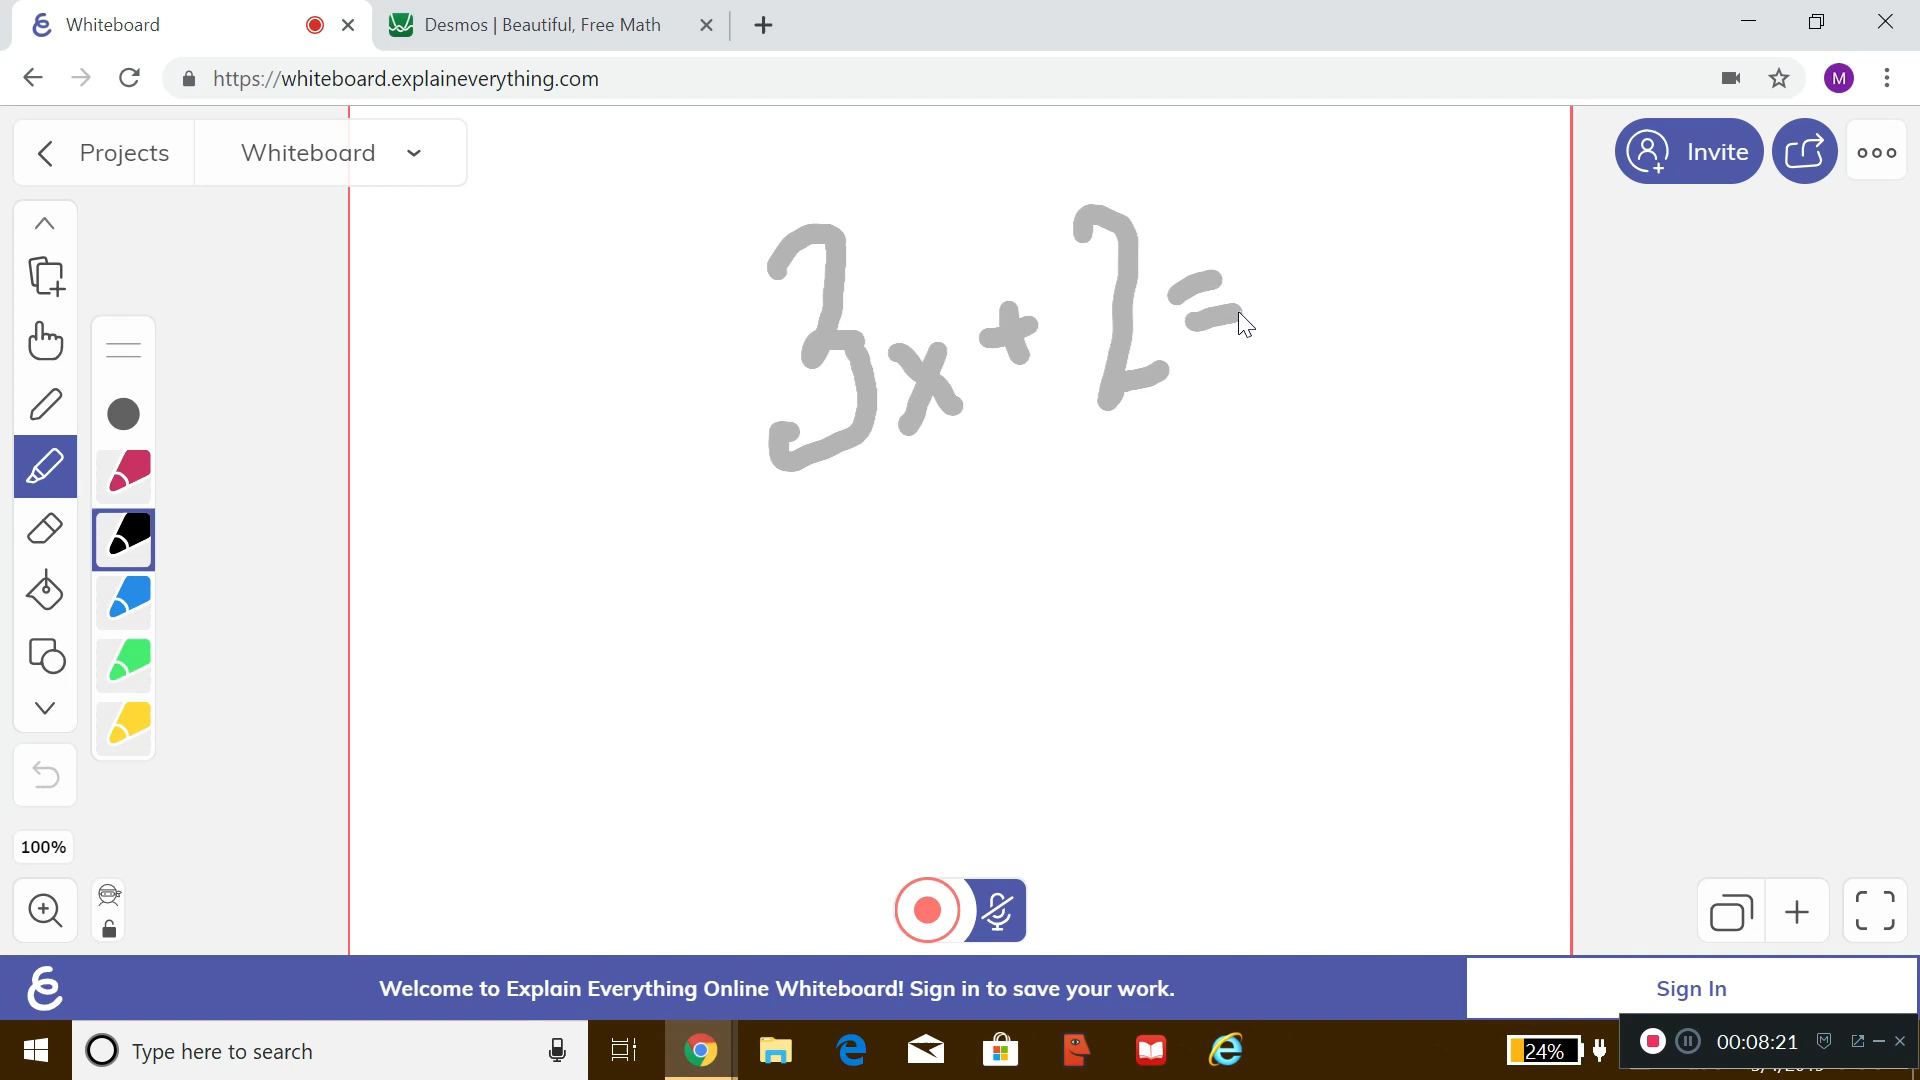 Whiteboard
Desmos | Beautiful, Free Math
https://whiteboard.explaineverything.com
M
Projects
Whiteboard
Invite
3x+2=
100%
Welcome to Explain Everything Online Whiteboard! Sign in to save your work.
Sign In
Type here to search
24%
00:08:21